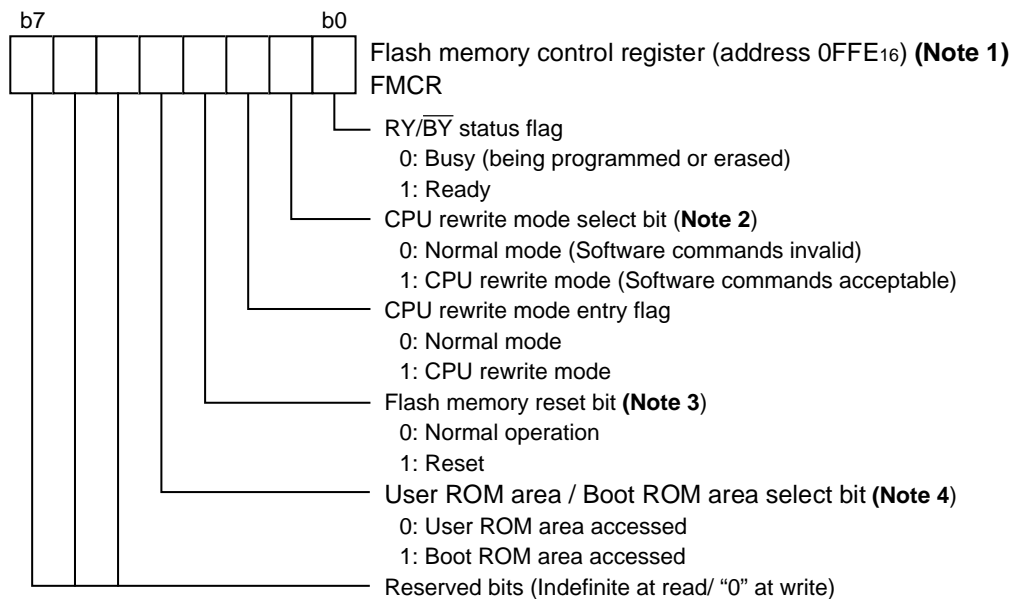 b7 b0
Flash memory control register (address 0FFE16) (Note 1)
FMCR
RY/B̅Y̅ status flag
0: Busy (being programmed or erased)
1: Ready
CPU rewrite mode select bit (Note 2)
0: Normal mode (Software commands invalid)
1: CPU rewrite mode (Software commands acceptable)
CPU rewrite mode entry flag
0: Normal mode
1: CPU rewrite mode
Flash memory reset bit (Note 3)
0: Normal operation
1: Reset
User ROM area / Boot ROM area select bit (Note 4)
0: User ROM area accessed
1: Boot ROM area accessed
Reserved bits (Indefinite at read/ “0” at write)